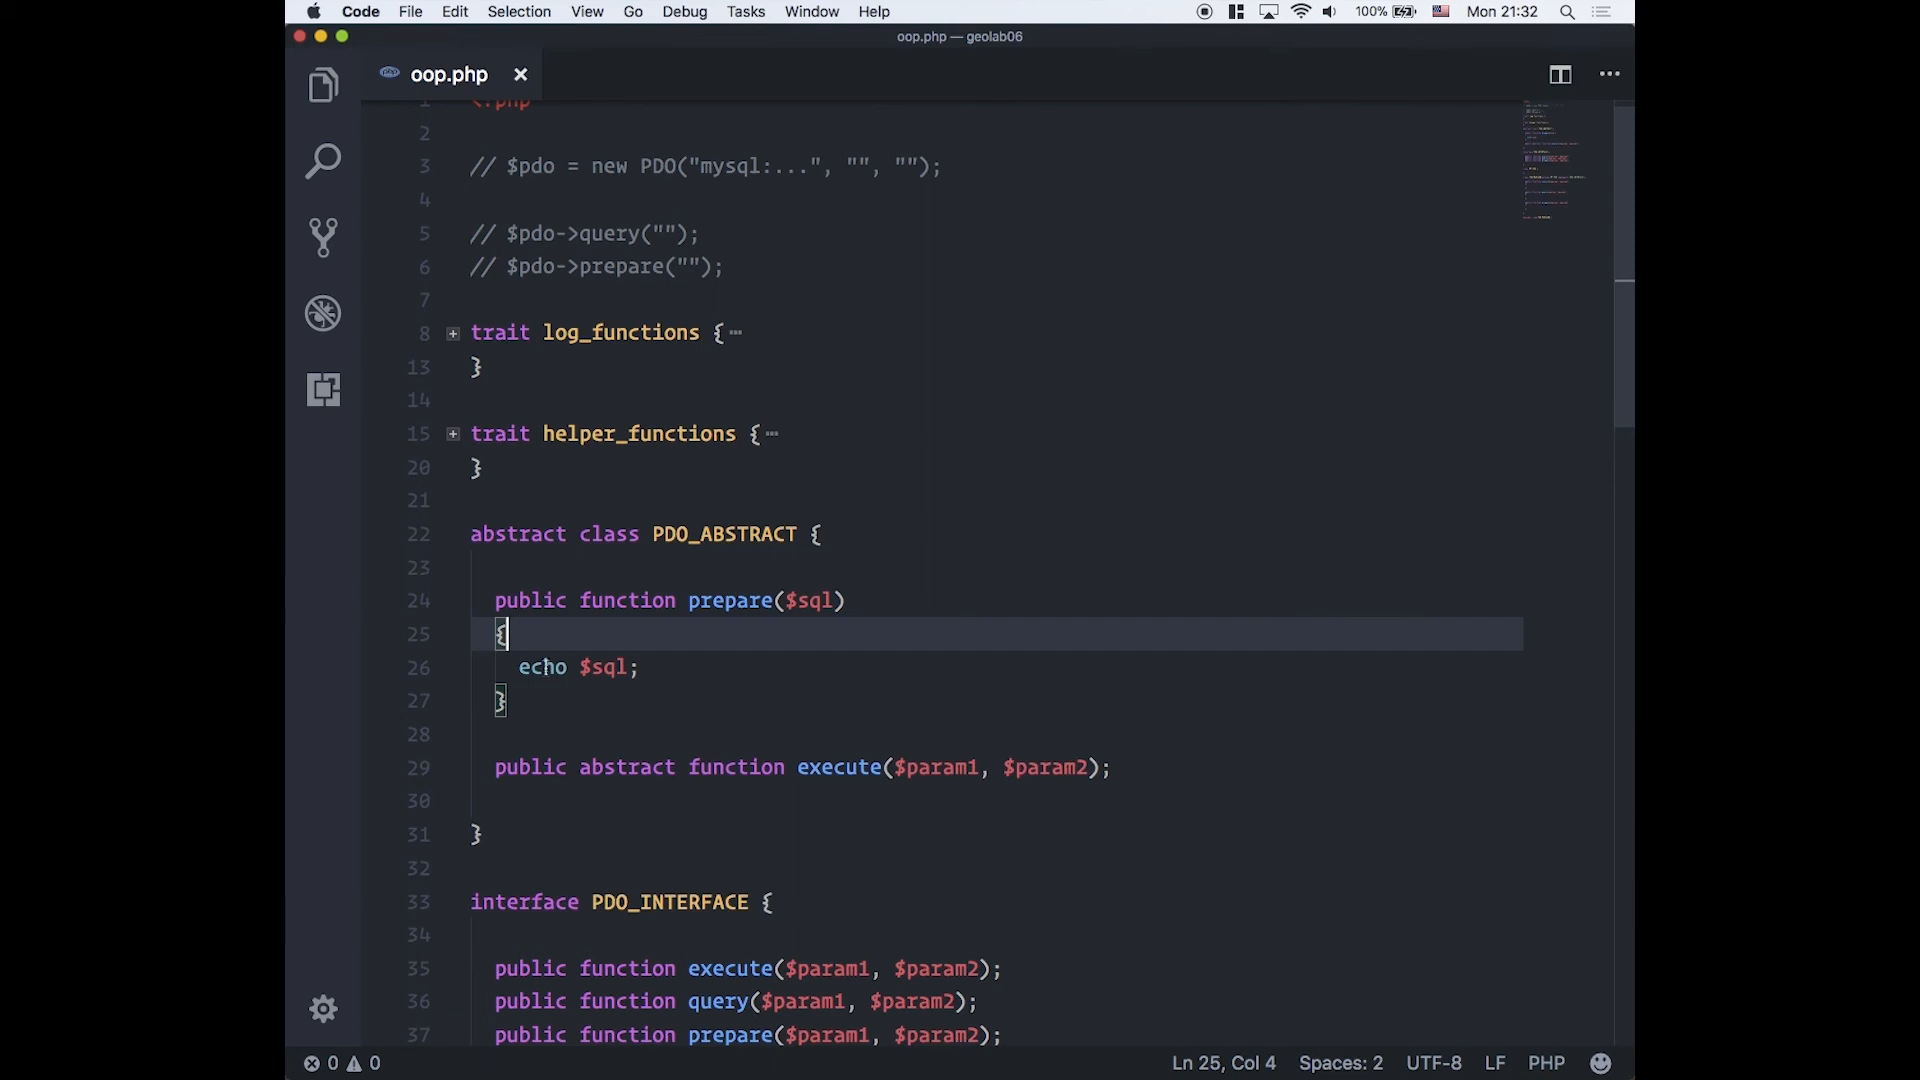 Code File Edit Selection View Go Debug Tasks Window Help 100% Mon 21:32
oop.php — geolab06
php oop.php
1 <?php
2
3 // $pdo = new PDO("mysql:...", "", "");
4
5 // $pdo->query("");
6 // $pdo->prepare("");
7
8 trait log_functions {
13 }
14
15 trait helper_functions {
20 }
21
22 abstract class PDO_ABSTRACT {
23
24 public function prepare($sql)
25 {
26 echo $sql;
27 }
28
29 public abstract function execute($param1, $param2);
30
31 }
32
33 interface PDO_INTERFACE {
34
35 public function execute($param1, $param2);
36 public function query($param1, $param2);
37 public function prepare($param1, $param2);
0 0 Ln 25, Col 4 Spaces: 2 UTF-8 LF PHP